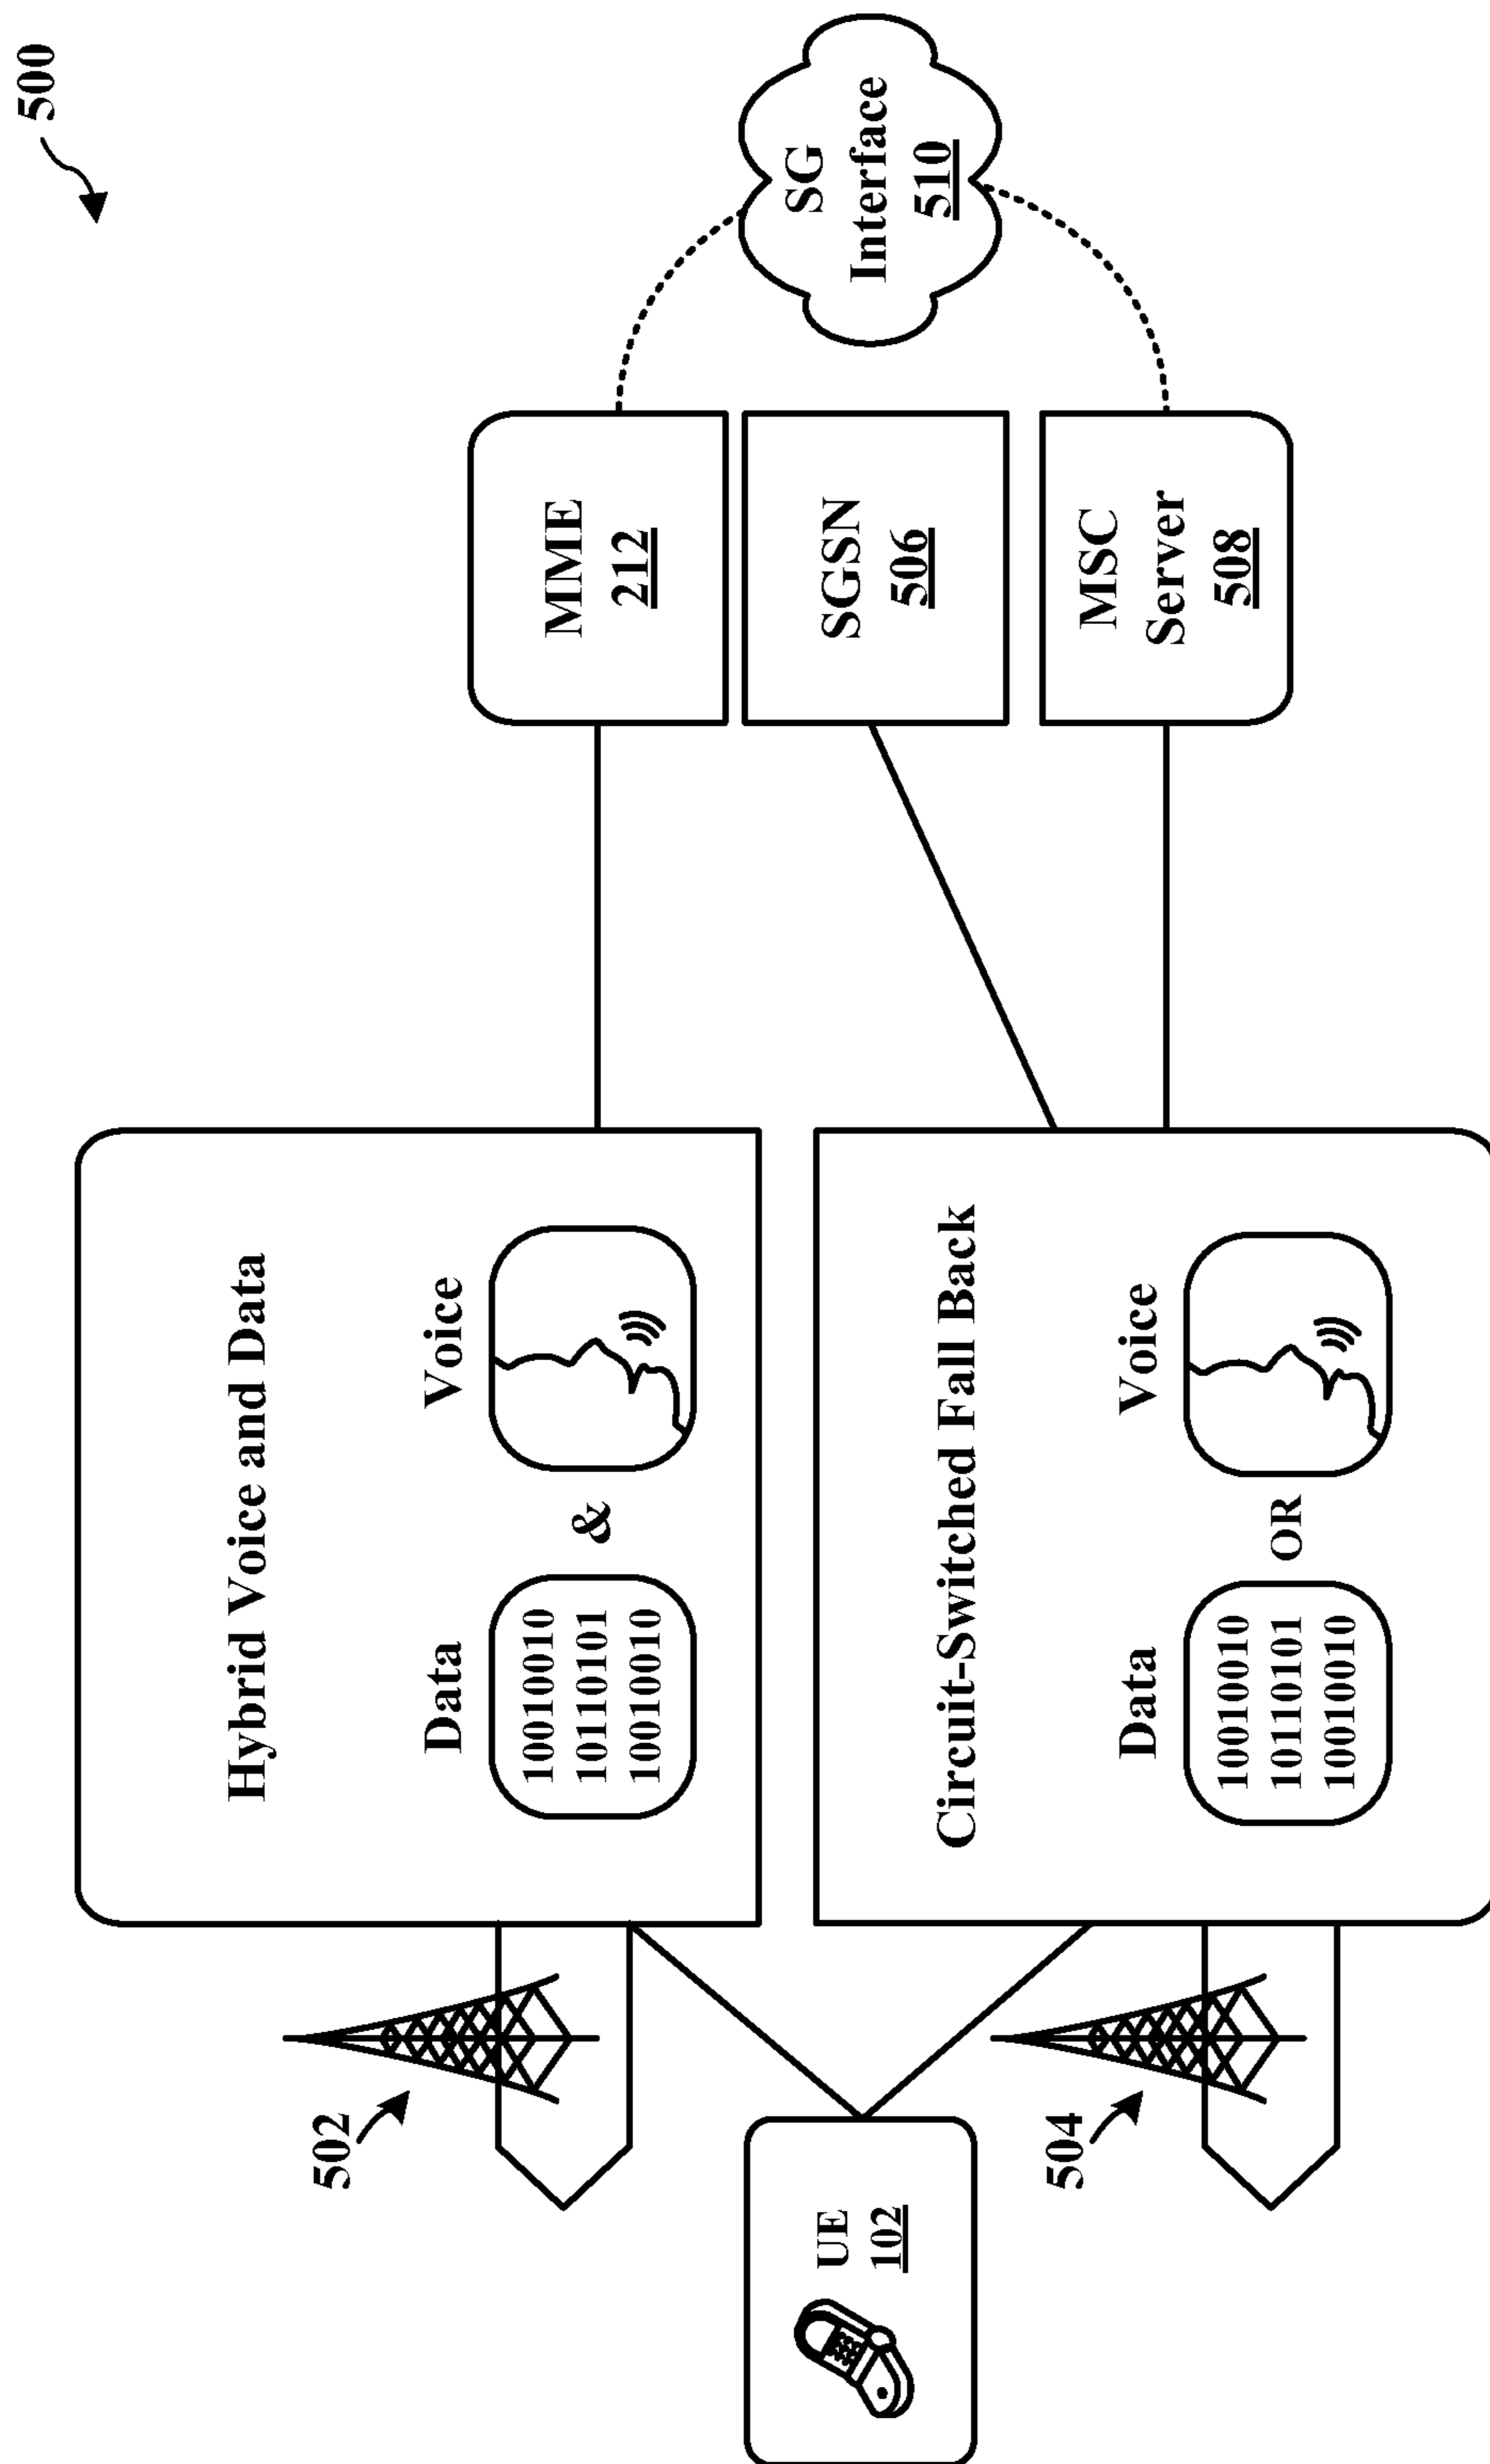 500
Hybrid Voice and Data
502
Data
Voice
10010010
10110101
10010010
&
MME
212
UE
102
SGSN
506
SG
Interface
510
Circuit-Switched Fall Back
504
Data
Voice
10010010
10110101
10010010
OR
MSC
Server
508